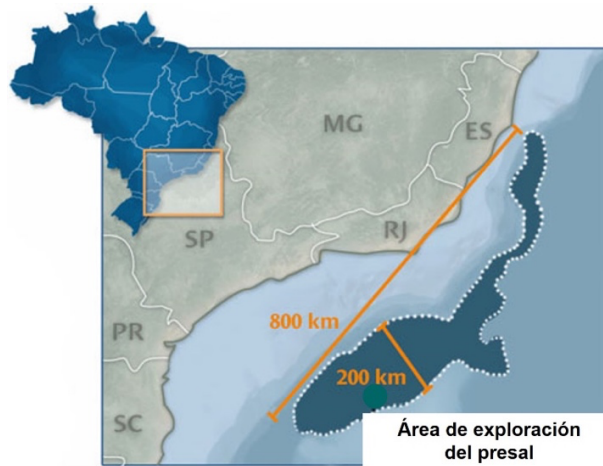 MG
ES
SP
RJ
800 km
PR
200 km
SC
Área de exploración
del presal